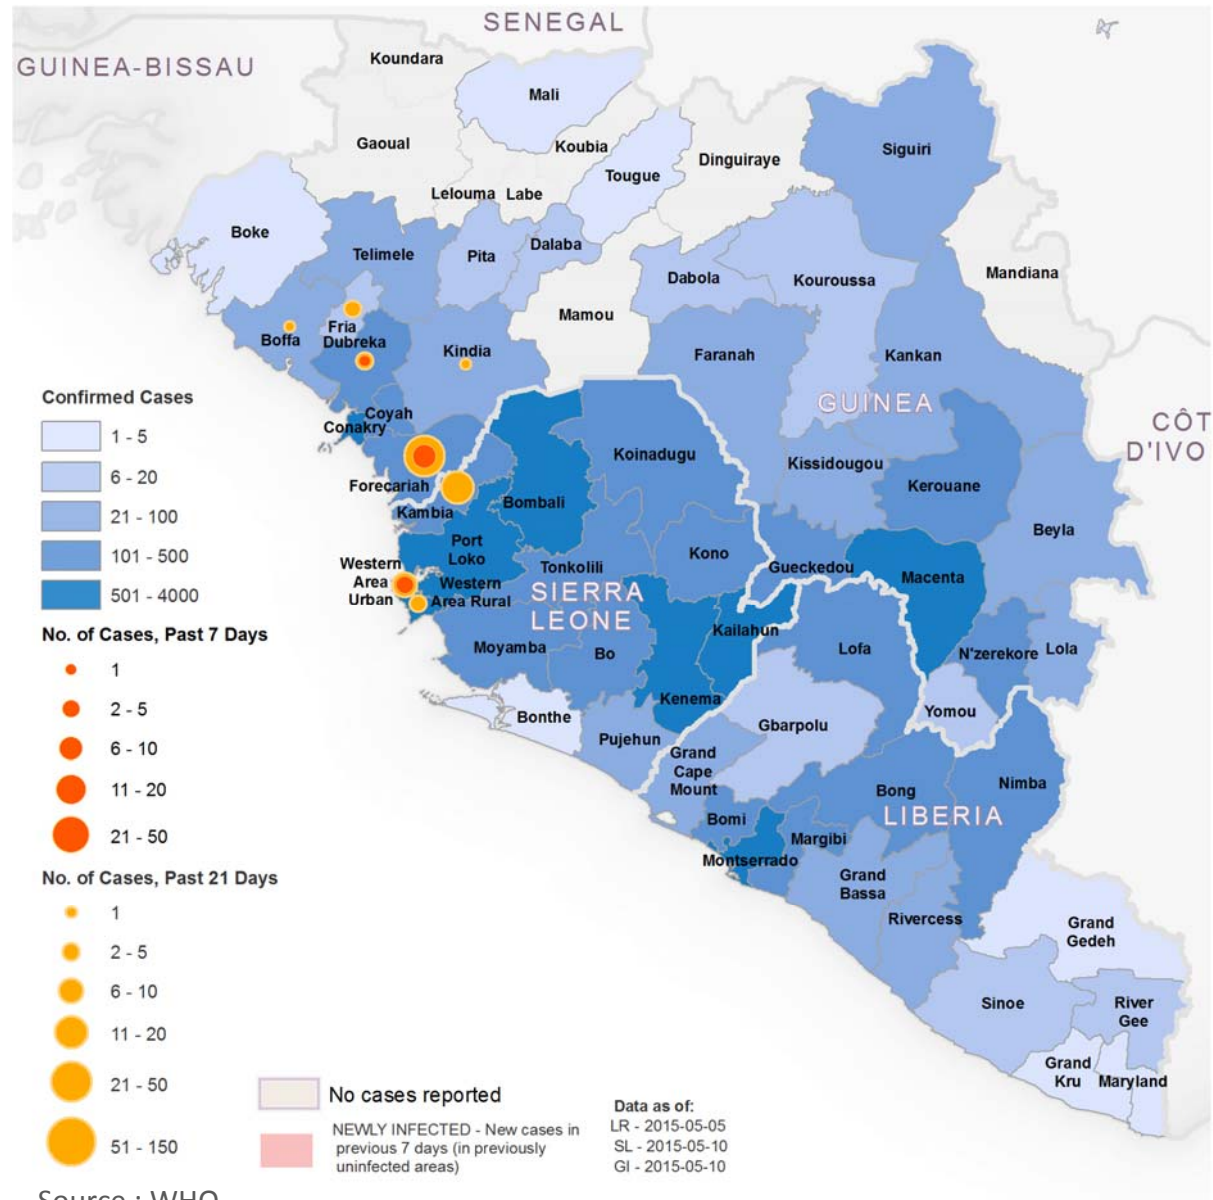 SENEGAL
GUINEA-BISSAU
Koundara
Mali
Gaoual
Koubia
Siguiri
Dinguiraye
Tougue
Lelouma
Labe
Boke
Dalaba
Telimele
Pita
Mandiana
Dabola
Kouroussa
Mamou
Fria
Boffa
Dubreka
Kindia
Faranah
Kankan
GUINEA
CÔT
D'IVO
Coyah
Conakry
Koinadugu
Kissidougou
Forecariah
Kerouane
Bombali
Kambia
Beyla
Port
Loko
Kono
Western
Area
Urban
Tonkolili
Gueckedou
Macenta
Western
Area Rural
SIERRA
LEONE
Kailahun
Moyamba
Bo
Lofa
N'zerekore
Lola
Kenema
Bonthe
Yomou
Gbarpolu
Pujehun
Grand
Cape
Mount
Nimba
Bong
LIBERIA
Bomi
Margibi
Montserrado
Grand
Bassa
Rivercess
Grand
Gedeh
Sinoe
River
Gee
Grand
Kru
Maryland
Confirmed Cases
1 - 5
6 - 20
21 - 100
101 - 500
501 - 4000
No. of Cases, Past 7 Days
1
2 - 5
6 - 10
11 - 20
21 - 50
No. of Cases, Past 21 Days
1
2 - 5
6 - 10
11 - 20
21 - 50
51 - 150
No cases reported
NEWLY INFECTED - New cases in
previous 7 days (in previously
uninfected areas)
Data as of:
LR - 2015-05-05
SL - 2015-05-10
GI - 2015-05-10
Source : WHO